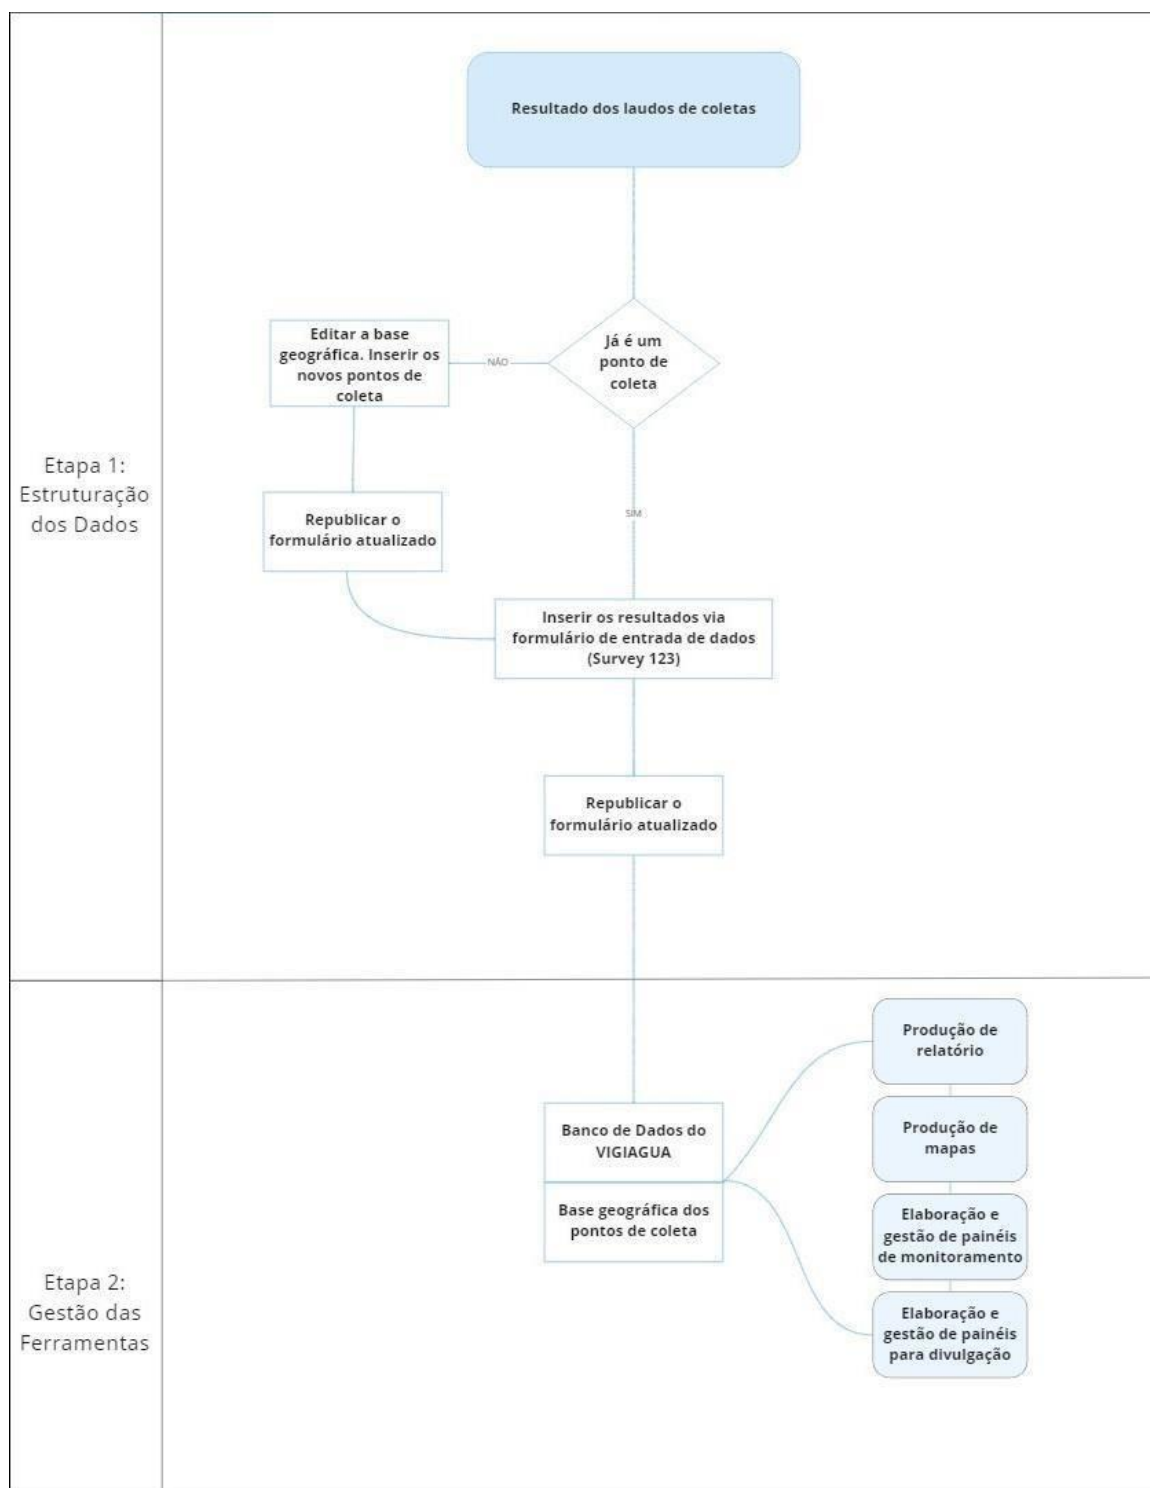 Resultado dos laudos de coletas
Editar a base
geográfica. Inserir os
novos pontos de
coleta
NÃO
Já é um
ponto de
coleta
Etapa 1:
Estruturação
dos Dados
Republicar o
formulário atualizado
SIM
Inserir os resultados via
formulário de entrada de dados
(Survey 123)
Republicar o
formulário atualizado
Etapa 2:
Gestão das
Ferramentas
Banco de Dados do
VIGIAGUA
Base geográfica dos
pontos de coleta
Produção de
relatório
Produção de
mapas
Elaboração e
gestão de painéis
de monitoramento
Elaboração e
gestão de painéis
para divulgação